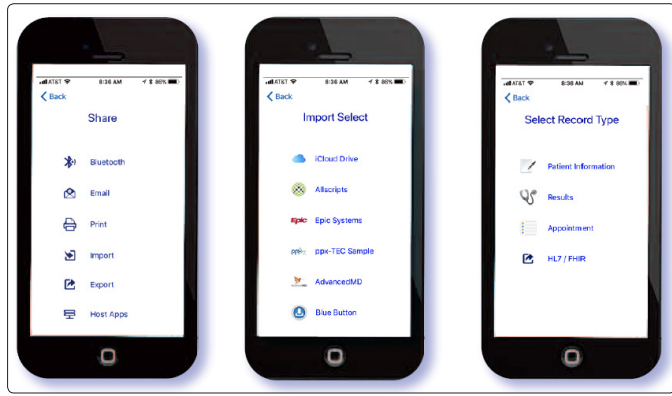 AT&T 8:36 AM 86%
Back
Share
Bluetooth
Email
Print
Import
Export
Host Apps
AT&T 8:36 AM 86%
Back
Import Select
iCloud Drive
Allscripts
Epic Epic Systems
ppx-TEC Sample
AdvancedMD
Blue Button
AT&T 8:36 AM 86%
Back
Select Record Type
Patient Information
Results
Appointment
HL7 / FHIR